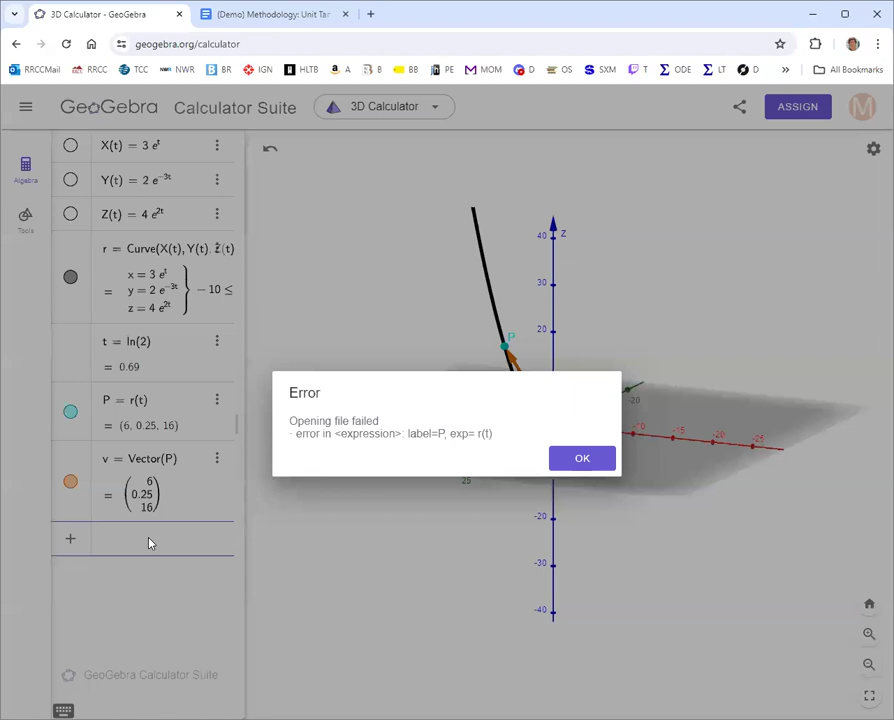 3D Calculator - GeoGebra
(Demo) Methodology: Unit Tar
geogebra.org/calculator
RRCCMail RRCC TCC NWR BR IGN HLTB A B BB PE MOM D OS SXM T ODE LT D All Bookmarks
GeoGebra Calculator Suite 3D Calculator ASSIGN M
Algebra
Tools
X(t) = 3 e^t
Y(t) = 2 e^−3t
Z(t) = 4 e^2t
r = Curve(X(t), Y(t), Z(t)
x = 3 e^t
= y = 2 e^−3t − 10 ≤
z = 4 e^2t
t = ln(2)
= 0.69
P = r(t)
= (6, 0.25, 16)
v = Vector(P)
6
= 0.25
16
GeoGebra Calculator Suite
z
40
30
20
P
-20
-10 -15 -20 -25
25
-20
-30
-40
Error
Opening file failed
· error in <expression>: label=P, exp= r(t)
OK